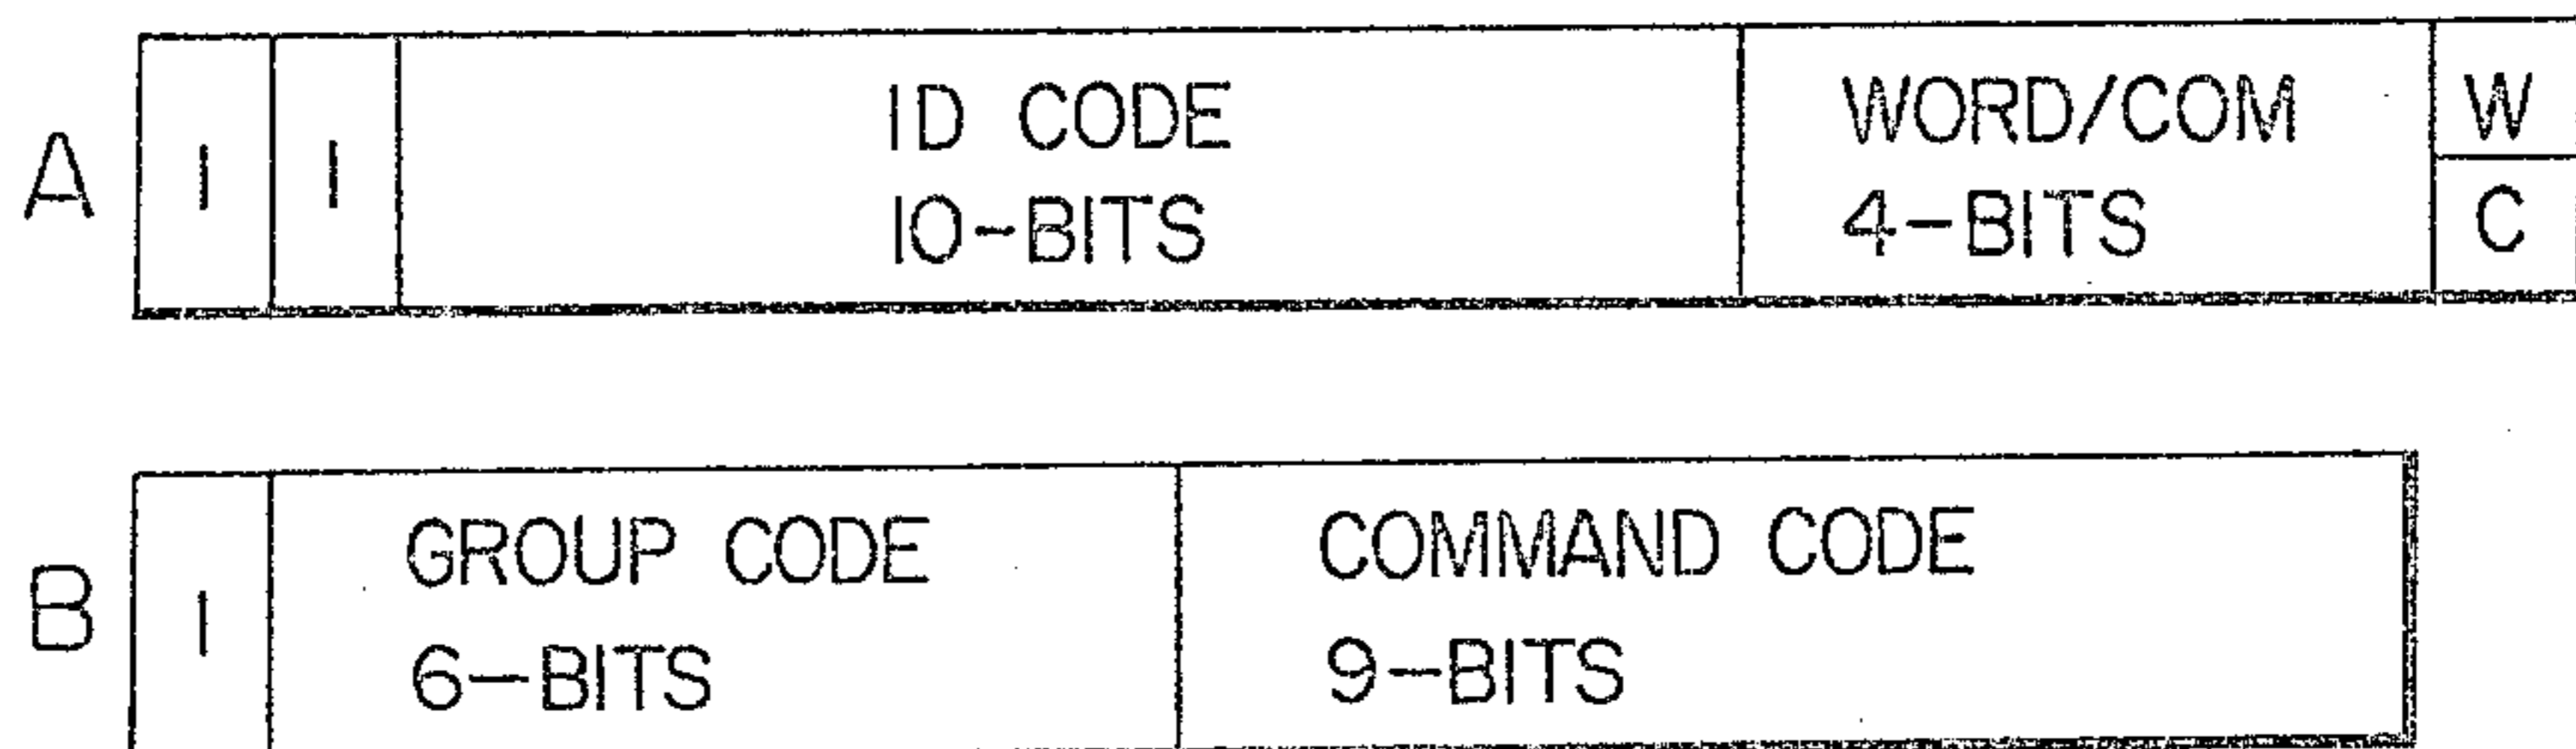 A
1 1
ID CODE
10-BITS
WORD/COM
4-BITS
W
C
B
1
GROUP CODE
6-BITS
COMMAND CODE
9-BITS